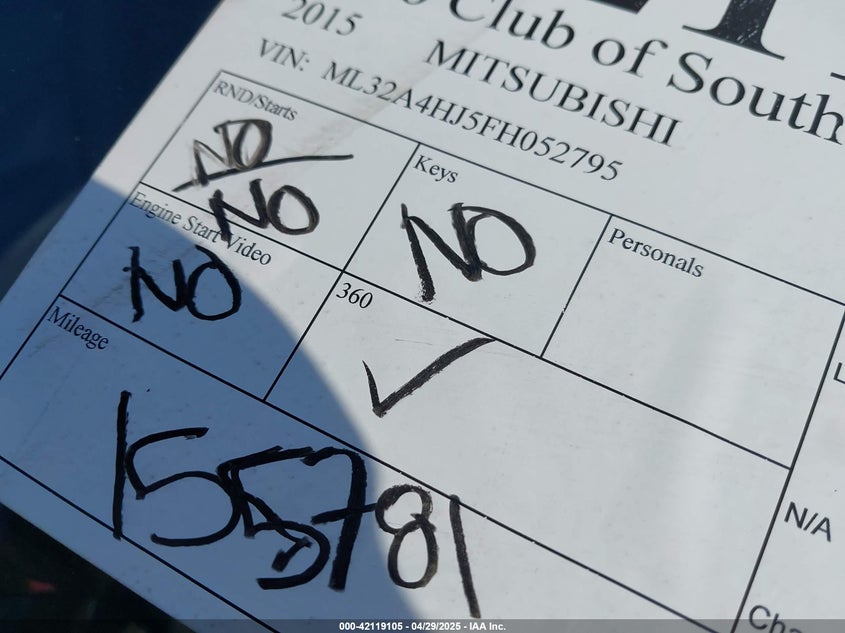 Club of South
2015 MITSUBISHI
VIN: ML32A4HJ5FH052795
RND/Starts
NO
NO
Keys
NO
Personals
Engine Start Video
NO
360
✓
Mileage
155781
N/A
Cha
000-42119105 - 04/29/2025 - IAA Inc.